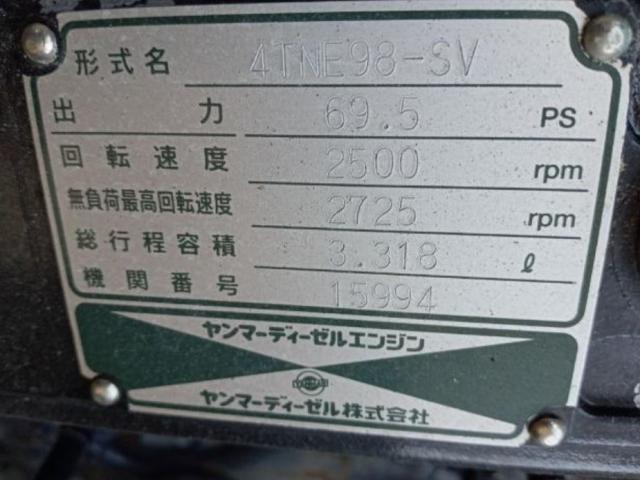 形式名 4TNE98-SV
出力 69.5 PS
回転速度 2500 rpm
無負荷最高回転速度 2725 rpm
総行程容積 3.318 ℓ
機関番号 15994
ヤンマーディーゼルエンジン
ヤンマーディーゼル株式会社